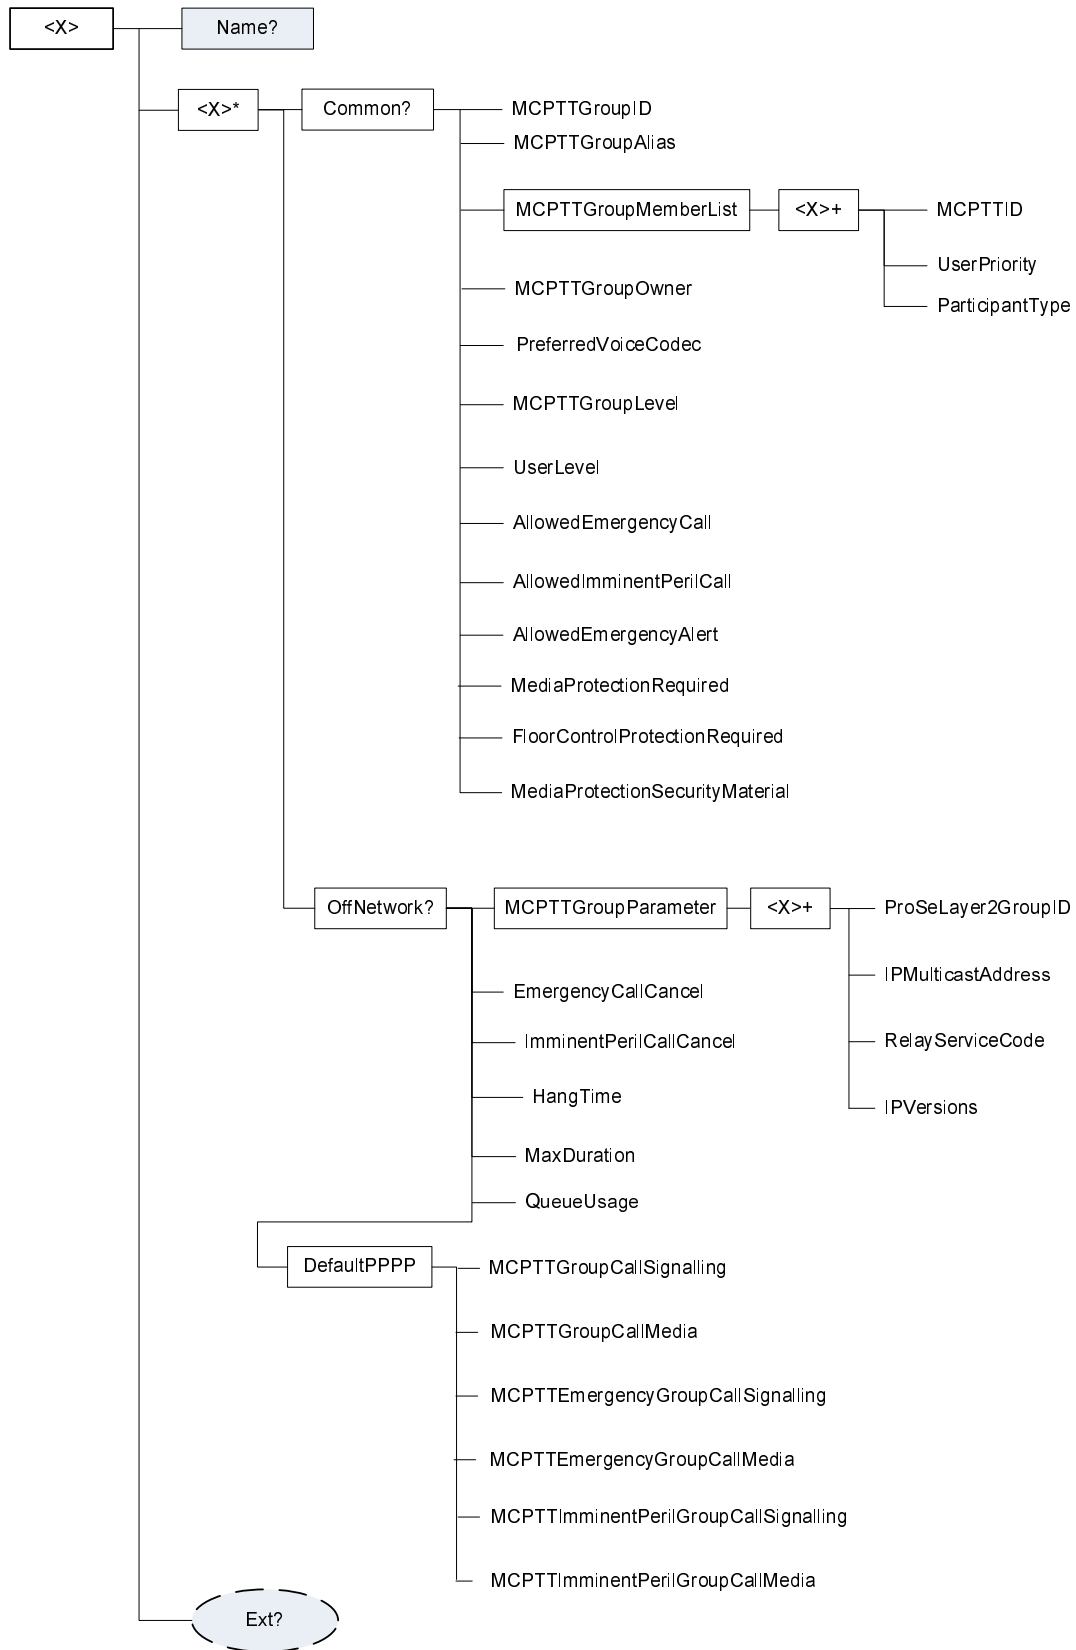 <X>
Name?
<X>*
Common?
MCPTTGroupID
MCPTTGroupAlias
MCPTTGroupMemberList
<X>+
MCPTTID
UserPriority
ParticipantType
MCPTTGroupOwner
PreferredVoiceCodec
MCPTTGroupLevel
UserLevel
AllowedEmergencyCall
AllowedImminentPerilCall
AllowedEmergencyAlert
MediaProtectionRequired
FloorControlProtectionRequired
MediaProtectionSecurityMaterial
OffNetwork?
MCPTTGroupParameter
<X>+
ProSeLayer2GroupID
IPMulticastAddress
RelayServiceCode
IPVersions
EmergencyCallCancel
ImminentPerilCallCancel
HangTime
MaxDuration
QueueUsage
DefaultPPPP
MCPTTGroupCallSignalling
MCPTTGroupCallMedia
MCPTTEmergencyGroupCallSignalling
MCPTTEmergencyGroupCallMedia
MCPTTImminentPerilGroupCallSignalling
MCPTTImminentPerilGroupCallMedia
Ext?